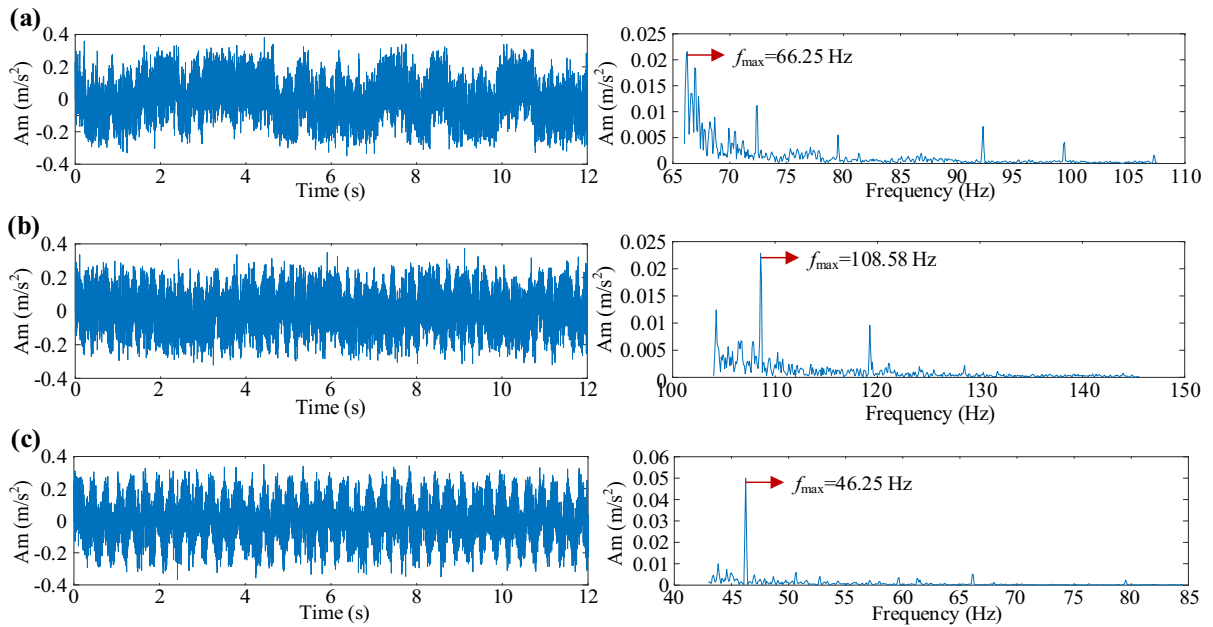 (a)
Am (m/s²)
0.4
0.2
0
-0.2
-0.4
0 2 4 6 8 10 12
Time (s)
Am (m/s²)
0.025
0.02
0.015
0.01
0.005
0
fmax=66.25 Hz
65 70 75 80 85 90 95 100 105 110
Frequency (Hz)
(b)
Am (m/s²)
0.4
0.2
0
-0.2
-0.4
0 2 4 6 8 10 12
Time (s)
Am (m/s²)
0.025
0.02
0.015
0.01
0.005
0
fmax=108.58 Hz
100 110 120 130 140 150
Frequency (Hz)
(c)
Am (m/s²)
0.4
0.2
0
-0.2
-0.4
0 2 4 6 8 10 12
Time (s)
Am (m/s²)
0.06
0.05
0.04
0.03
0.02
0.01
0
fmax=46.25 Hz
40 45 50 55 60 65 70 75 80 85
Frequency (Hz)